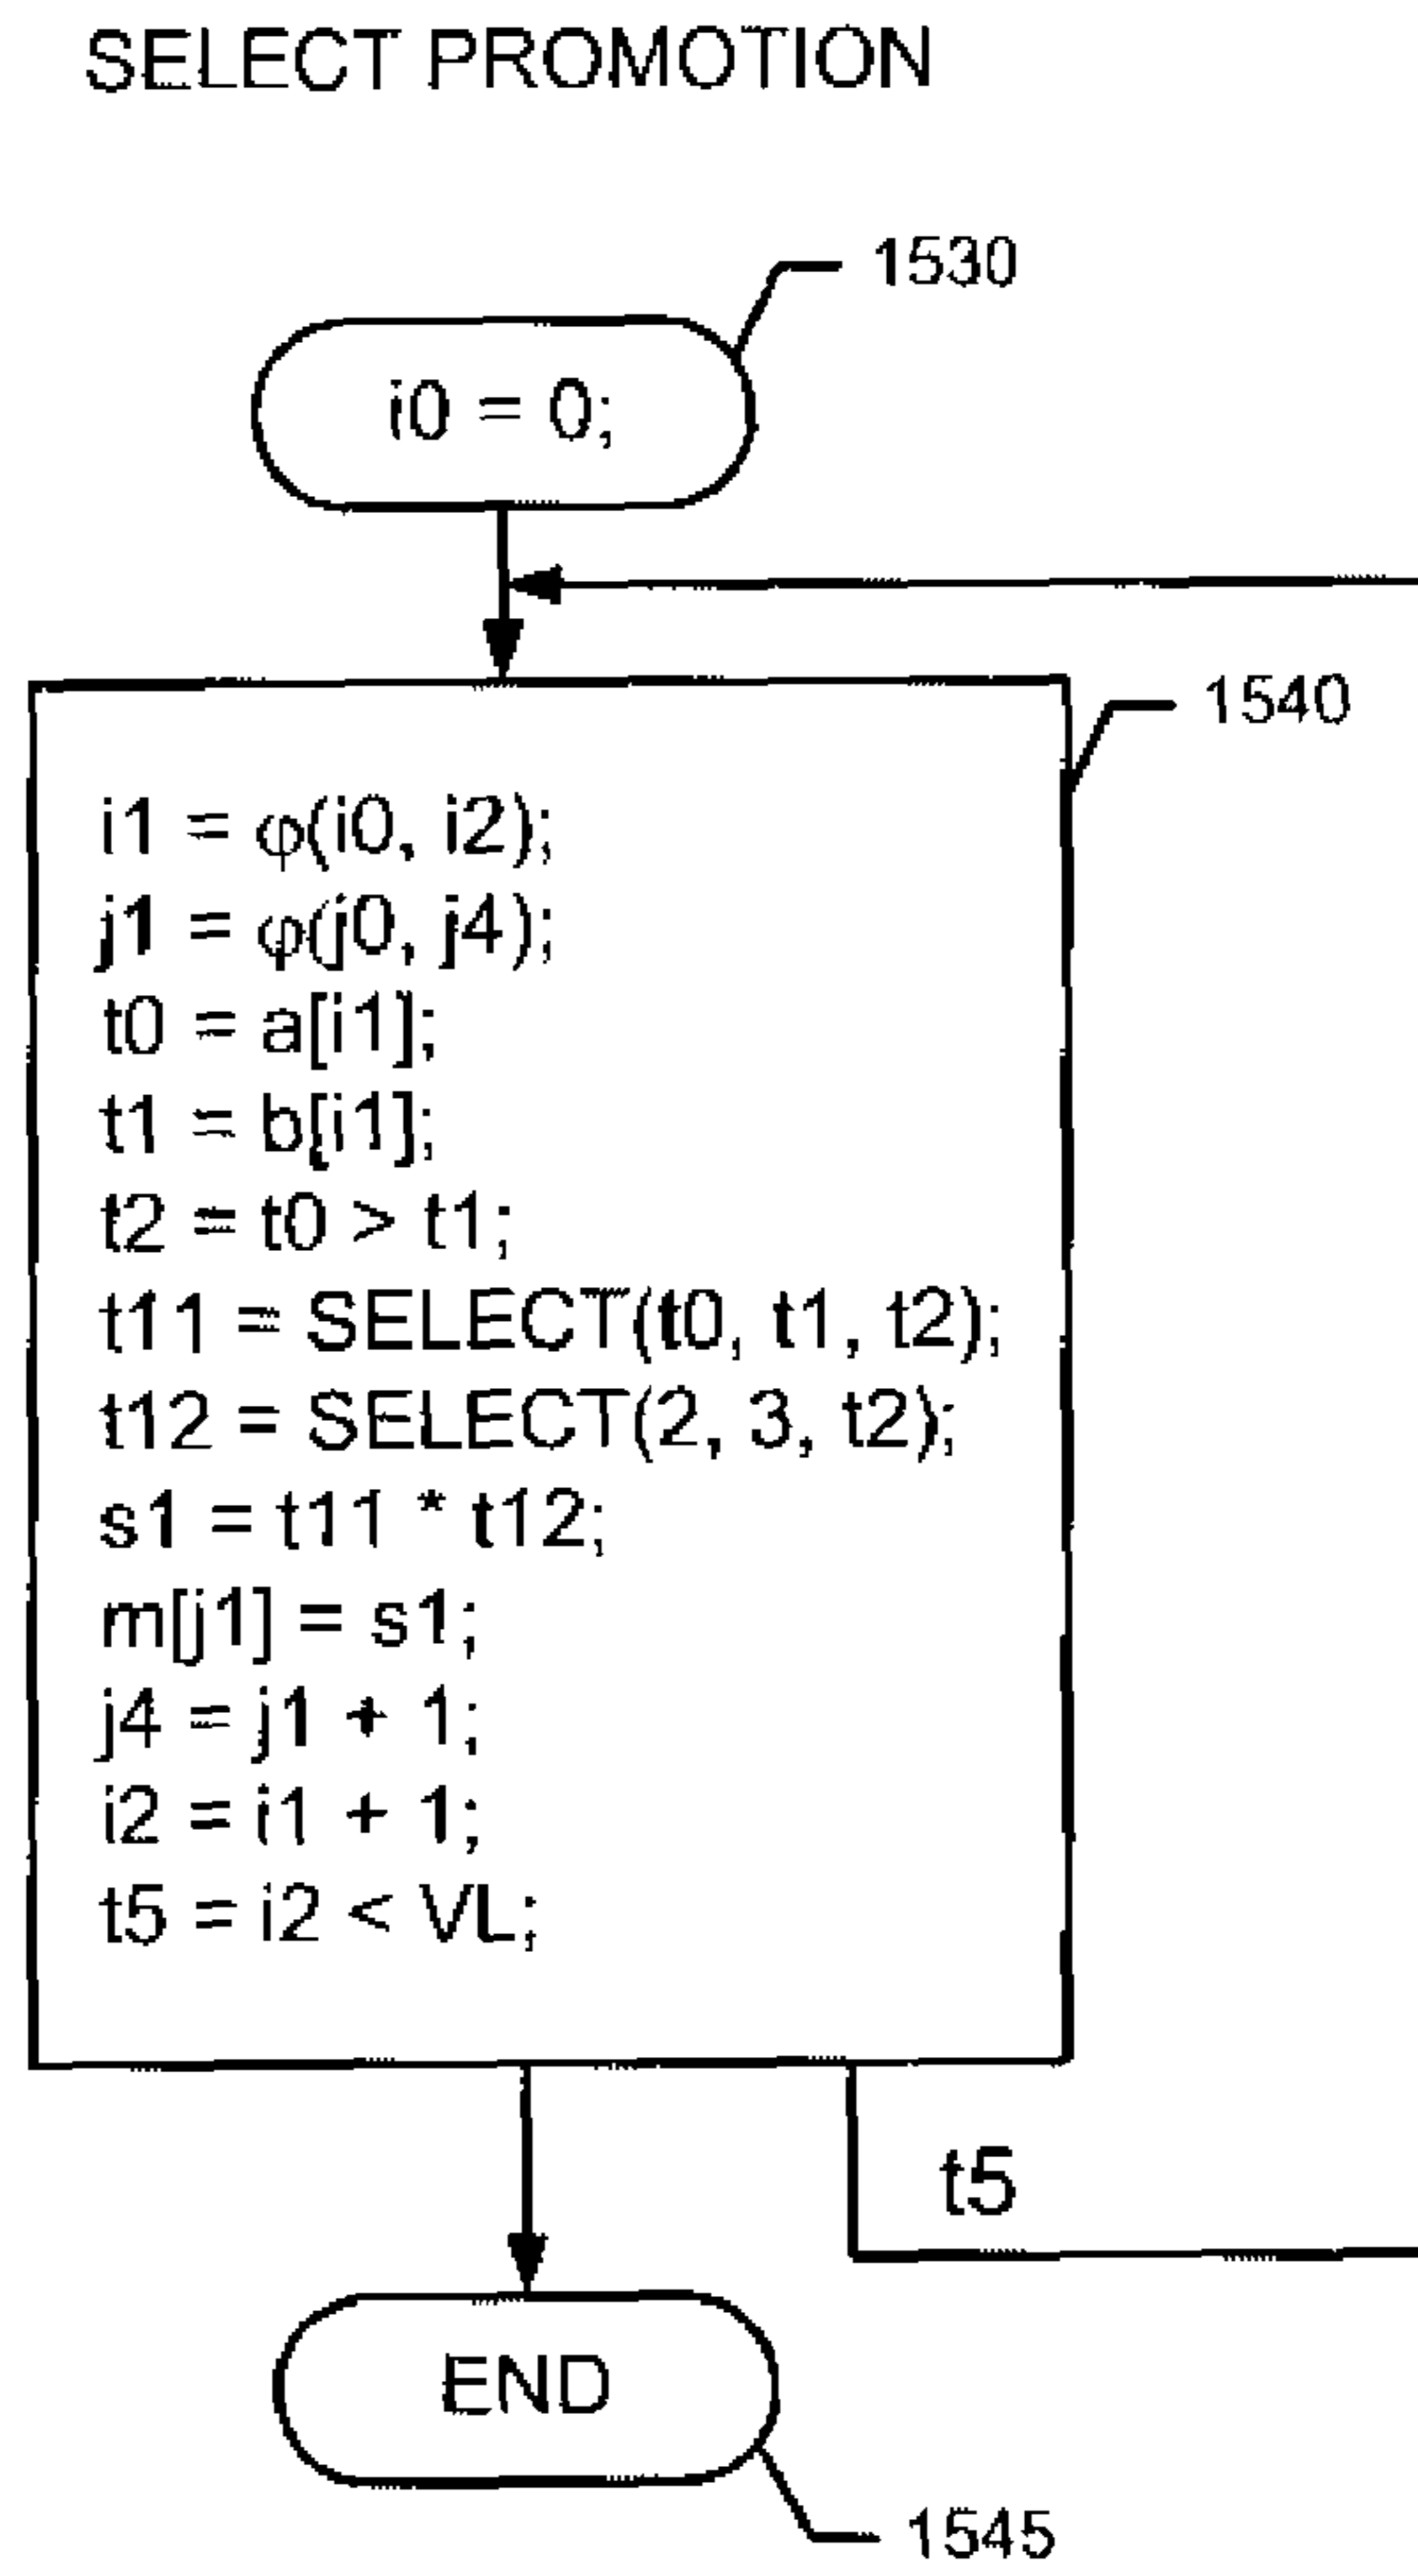 SELECT PROMOTION
1530
i0 = 0;
1540
i1 = φ(i0, i2);
j1 = φ(j0, j4);
t0 = a[i1];
t1 = b[i1];
t2 = t0 > t1;
t11 = SELECT(t0, t1, t2);
t12 = SELECT(2, 3, t2);
s1 = t11 * t12;
m[j1] = s1;
j4 = j1 + 1;
i2 = i1 + 1;
t5 = i2 < VL;
t5
END
1545